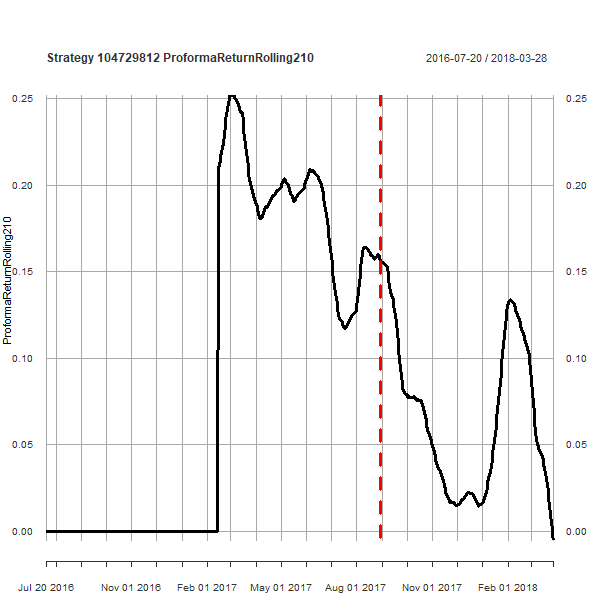 Strategy 104729812 ProformaReturnRolling210
2016-07-20 / 2018-03-28
ProformaReturnRolling210
0.25
0.20
0.15
0.10
0.05
0.00
0.25
0.20
0.15
0.10
0.05
0.00
Jul 20 2016
Nov 01 2016
Feb 01 2017
May 01 2017
Aug 01 2017
Nov 01 2017
Feb 01 2018